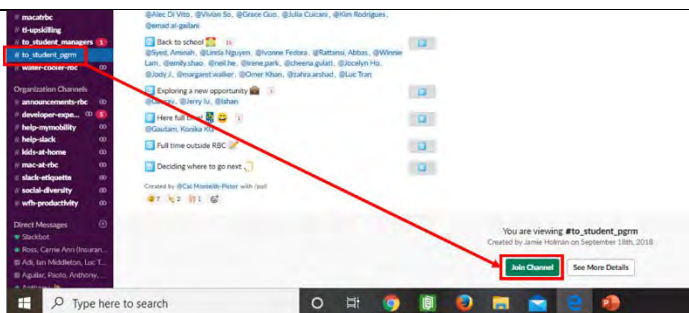 # macatrbc
# ti-upskilling
# to_student_managers 1
# to_student_pgrm
# water-cooler-rbc
Organization Channels
# announcements-rbc
# developer-expe... 5
# help-mymobility
# help-slack
# kids-at-home
# mac-at-rbc
# slack-etiquette
# social-diversity
# wfh-productivity
Direct Messages
Slackbot
Ross, Carrie Ann (Insuran...
Adi, Ian Middleton, Luc T...
Aguilar, Paolo, Anthony, ...
@Alec Di Vito, @Vivian So, @Grace Guo, @Julia Cuicani, @Kim Rodrigues,
@emad al-gailani
Back to school 16
@Syed, Aminah, @Linda Nguyen, @Ivonne Fedora, @Rattansi, Abbas, @Winnie
Lam, @emily.shao, @neil.he, @irene.park, @cheena.gulati, @Jocelyn Ho,
@Jody J, @margaret.walker, @Omer Khan, @zahra.arshad, @Luc Tran
Exploring a new opportunity
@Jerry lu, @ishan
Here full time!
@Gautam, Konika
Full time outside RBC
Deciding where to go next
Created by @Cat Monteith-Pistor with /poll
7 2 1
You are viewing #to_student_pgrm
Created by Jamie Holman on September 18th, 2018
Join Channel See More Details
Type here to search